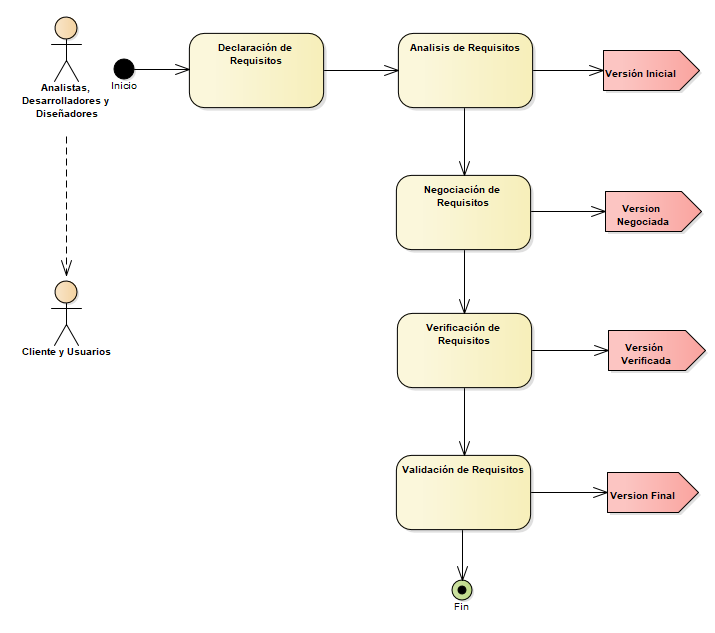 Analistas,
Desarrolladores y
Diseñadores
Inicio
Declaración de
Requisitos
Analisis de Requisitos
Versión Inicial
Negociación de
Requisitos
Version
Negociada
Cliente y Usuarios
Verificación de
Requisitos
Versión
Verificada
Validación de Requisitos
Version Final
Fin